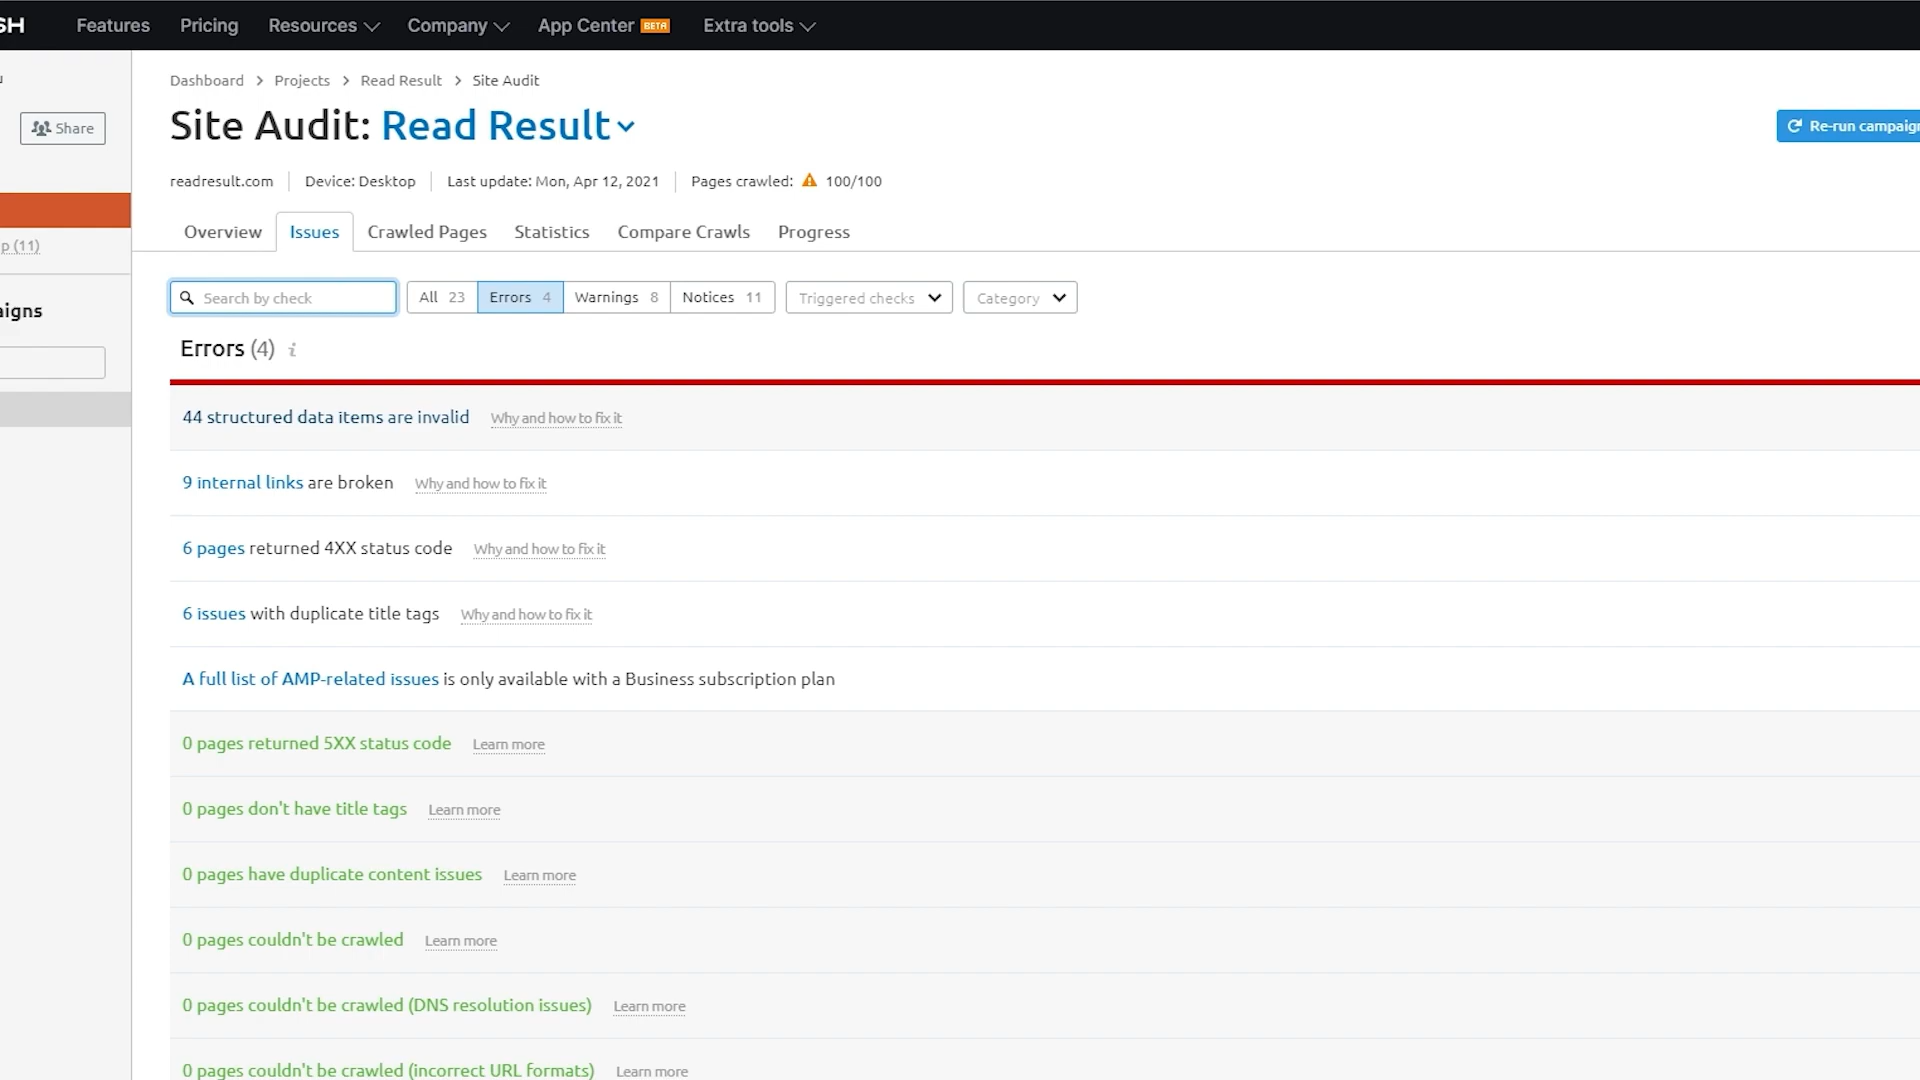 SH Features Pricing Resources Company App Center BETA Extra tools
Dashboard > Projects > Read Result > Site Audit
Share
Site Audit: Read Result
Re-run campaign
readresult.com Device: Desktop Last update: Mon, Apr 12, 2021 Pages crawled: 100/100
Overview Issues Crawled Pages Statistics Compare Crawls Progress
p (11)
Search by check All 23 Errors 4 Warnings 8 Notices 11 Triggered checks Category
aigns
Errors (4) i
44 structured data items are invalid Why and how to fix it
9 internal links are broken Why and how to fix it
6 pages returned 4XX status code Why and how to fix it
6 issues with duplicate title tags Why and how to fix it
A full list of AMP-related issues is only available with a Business subscription plan
0 pages returned 5XX status code Learn more
0 pages don't have title tags Learn more
0 pages have duplicate content issues Learn more
0 pages couldn't be crawled Learn more
0 pages couldn't be crawled (DNS resolution issues) Learn more
0 pages couldn't be crawled (incorrect URL formats) Learn more